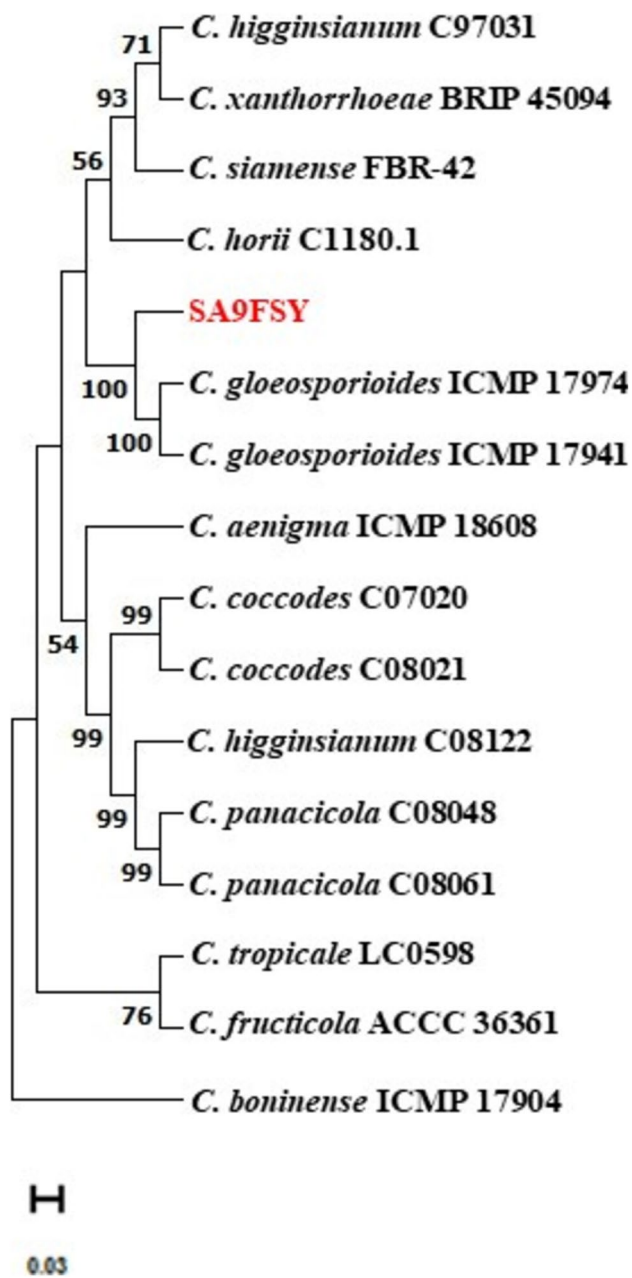 C. higginsianum C97031
71
C. xanthorrhoeae BRIP 45094
93
C. siamense FBR-42
56
C. horii C1180.1
SA9FSY
100
C. gloeosporioides ICMP 17974
100
C. gloeosporioides ICMP 17941
C. aenigma ICMP 18608
C. coccodes C07020
99
54
C. coccodes C08021
99
C. higginsianum C08122
99
C. panacicola C08048
99
C. panacicola C08061
C. tropicale LC0598
76
C. fructicola ACCC 36361
C. boninense ICMP 17904
0.03